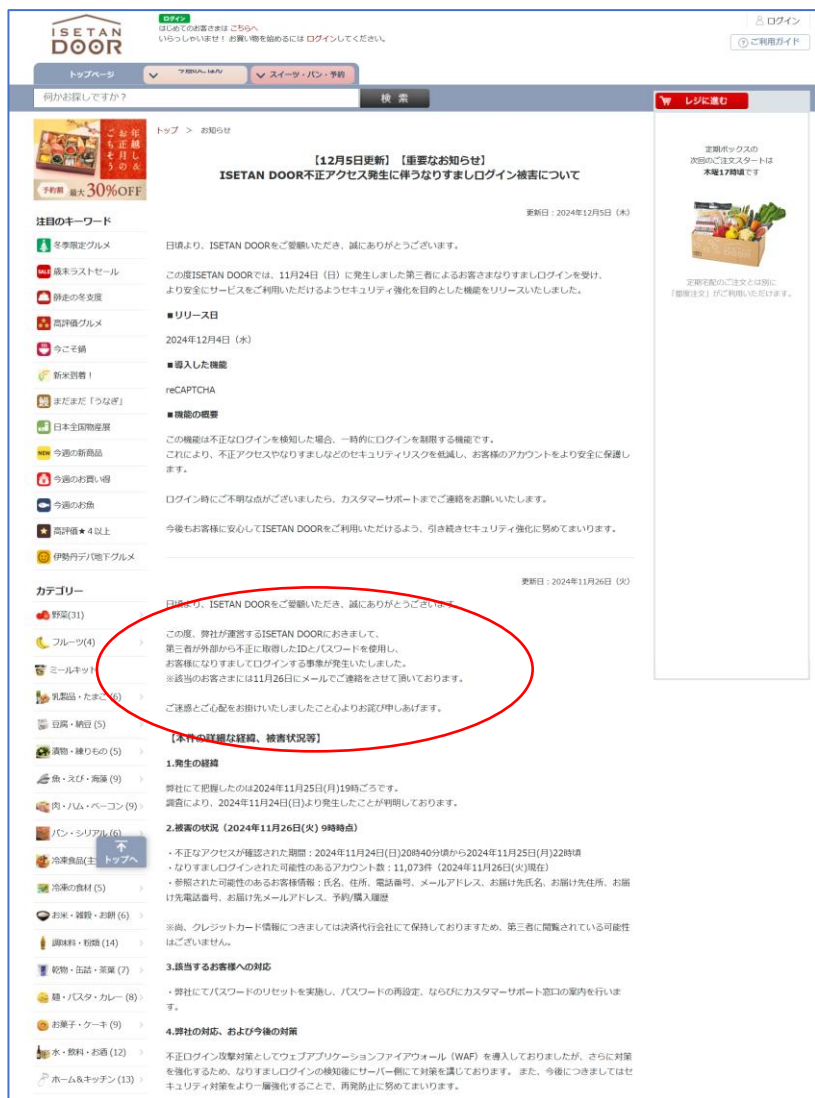 ISETAN
DOOR
ログイン
はじめてのお客さまは こちらへ
いらっしゃいませ! お買い物を始めるには ログインしてください。
ログイン
ご利用ガイド
トップページ
スイーツ・パン・予約
何かお探しですか?
検 索
レジに進む
年越し&
お正月の
ごちそう
予約期 最大30%OFF
注目のキーワード
冬季限定グルメ
SALE 歳末ラストセール
師走の冬支度
高評価グルメ
今こそ鍋
新米到着!
まだまだ「うなぎ」
日本全国物産展
NEW 今週の新商品
今週のお買い得
今週のお魚
高評価★4以上
伊勢丹デパ地下グルメ
カテゴリー
野菜(31)
フルーツ(4)
ミールキット
乳製品・たまご (6)
豆腐・納豆 (5)
漬物・練りもの (5)
魚・えび・海藻 (9)
肉・ハム・ベーコン (9)
パン・シリアル (6)
冷凍食品(主
トップへ
冷凍の食材 (5)
お米・雑穀・お餅 (6)
調味料・粉類 (14)
乾物・缶詰・茶葉 (7)
麺・パスタ・カレー (8)
お菓子・ケーキ (9)
水・飲料・お酒 (12)
ホーム&キッチン (13)
トップ > お知らせ
【12月5日更新】【重要なお知らせ】
ISETAN DOOR不正アクセス発生に伴うなりすましログイン被害について
更新日:2024年12月5日(木)
日頃より、ISETAN DOORをご愛顧いただき、誠にありがとうございます。
この度ISETAN DOORでは、11月24日(日)に発生しました第三者によるお客さまなりすましログインを受け、
より安全にサービスをご利用いただけるようセキュリティ強化を目的とした機能をリリースいたしました。
■リリース日
2024年12月4日(水)
■導入した機能
reCAPTCHA
■機能の概要
この機能は不正なログインを検知した場合、一時的にログインを制限する機能です。
これにより、不正アクセスやなりすましなどのセキュリティリスクを低減し、お客様のアカウントをより安全に保護し
ます。
ログイン時にご不明な点がございましたら、カスタマーサポートまでご連絡をお願いいたします。
今後もお客様に安心してISETAN DOORをご利用いただけるよう、引き続きセキュリティ強化に努めてまいります。
更新日:2024年11月26日(火)
日頃より、ISETAN DOORをご愛顧いただき、誠にありがとうございます。
この度、弊社が運営するISETAN DOORにおきまして、
第三者が外部から不正に取得したIDとパスワードを使用し、
お客様になりすましてログインする事象が発生いたしました。
※該当のお客さまには11月26日にメールでご連絡をさせて頂いております。
ご迷惑とご心配をお掛けいたしましたこと心よりお詫び申しあげます。
【本件の詳細な経緯、被害状況等】
1.発生の経緯
弊社にて把握したのは2024年11月25日(月)19時ごろです。
調査により、2024年11月24日(日)より発生したことが判明しております。
2.被害の状況(2024年11月26日(火) 9時時点)
・不正なアクセスが確認された期間:2024年11月24日(日)20時40分頃から2024年11月25日(月)22時頃
・なりすましログインされた可能性のあるアカウント数:11,073件(2024年11月26日(火)現在)
・参照された可能性のあるお客様情報:氏名、住所、電話番号、メールアドレス、お届け先氏名、お届け先住所、お届
け先電話番号、お届け先メールアドレス、予約/購入履歴
※尚、クレジットカード情報につきましては決済代行会社にて保持しておりますため、第三者に閲覧されている可能性
はございません。
3.該当するお客様への対応
・弊社にてパスワードのリセットを実施し、パスワードの再設定、ならびにカスタマーサポート窓口の案内を行いま
す。
4.弊社の対応、および今後の対策
不正ログイン攻撃対策としてウェブアプリケーションファイアウォール(WAF)を導入しておりましたが、さらに対策
を強化するため、なりすましログインの検知後にサーバー側にて対策を講じております。 また、今後につきましてはセ
キュリティ対策をより一層強化することで、再発防止に努めてまいります。
定期ボックスの
次回のご注文スタートは
木曜17時頃です
定期宅配のご注文とは別に
「都度注文」がご利用いただけます。